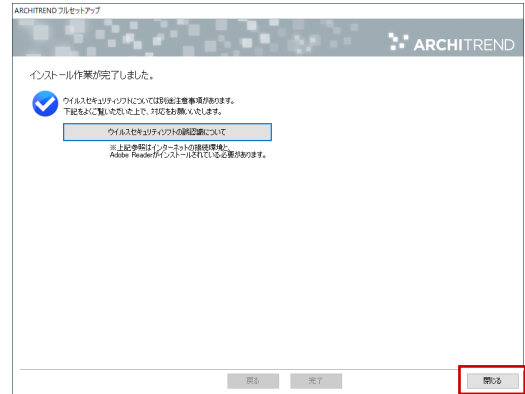 ARCHITREND フルセットアップ
ARCHITREND
インストール作業が完了しました。
ウイルスセキュリティソフトについては別途注意事項があります。
下記をよくご覧いただいた上で、対応をお願いいたします。
ウイルスセキュリティソフトの誤認識について
※上記参照はインターネットの接続環境と、
Adobe Readerがインストールされている必要があります。
戻る 完了 閉じる